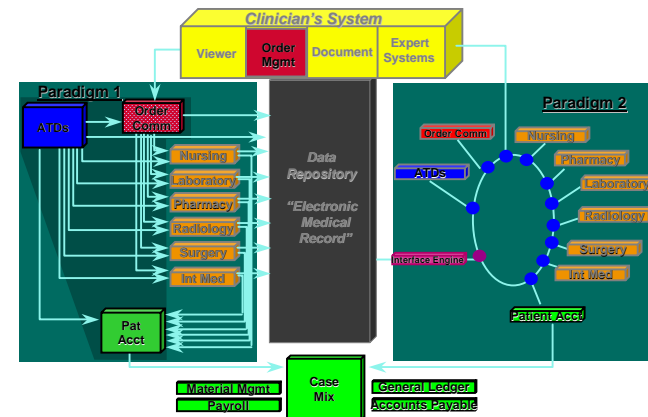 Clinician's System
Viewer
Order
Mgmt
Document
Expert
Systems
Paradigm 1
ATDs
Order
Comm
Nursing
Laboratory
Pharmacy
Radiology
Surgery
Int Med
Pat
Acct
Data
Repository
“Electronic
Medical
Record”
Paradigm 2
Order Comm
ATDs
Interface Engine
Nursing
Pharmacy
Laboratory
Radiology
Surgery
Int Med
Patient Acct
Material Mgmt
Payroll
Case
Mix
General Ledger
Accounts Payable